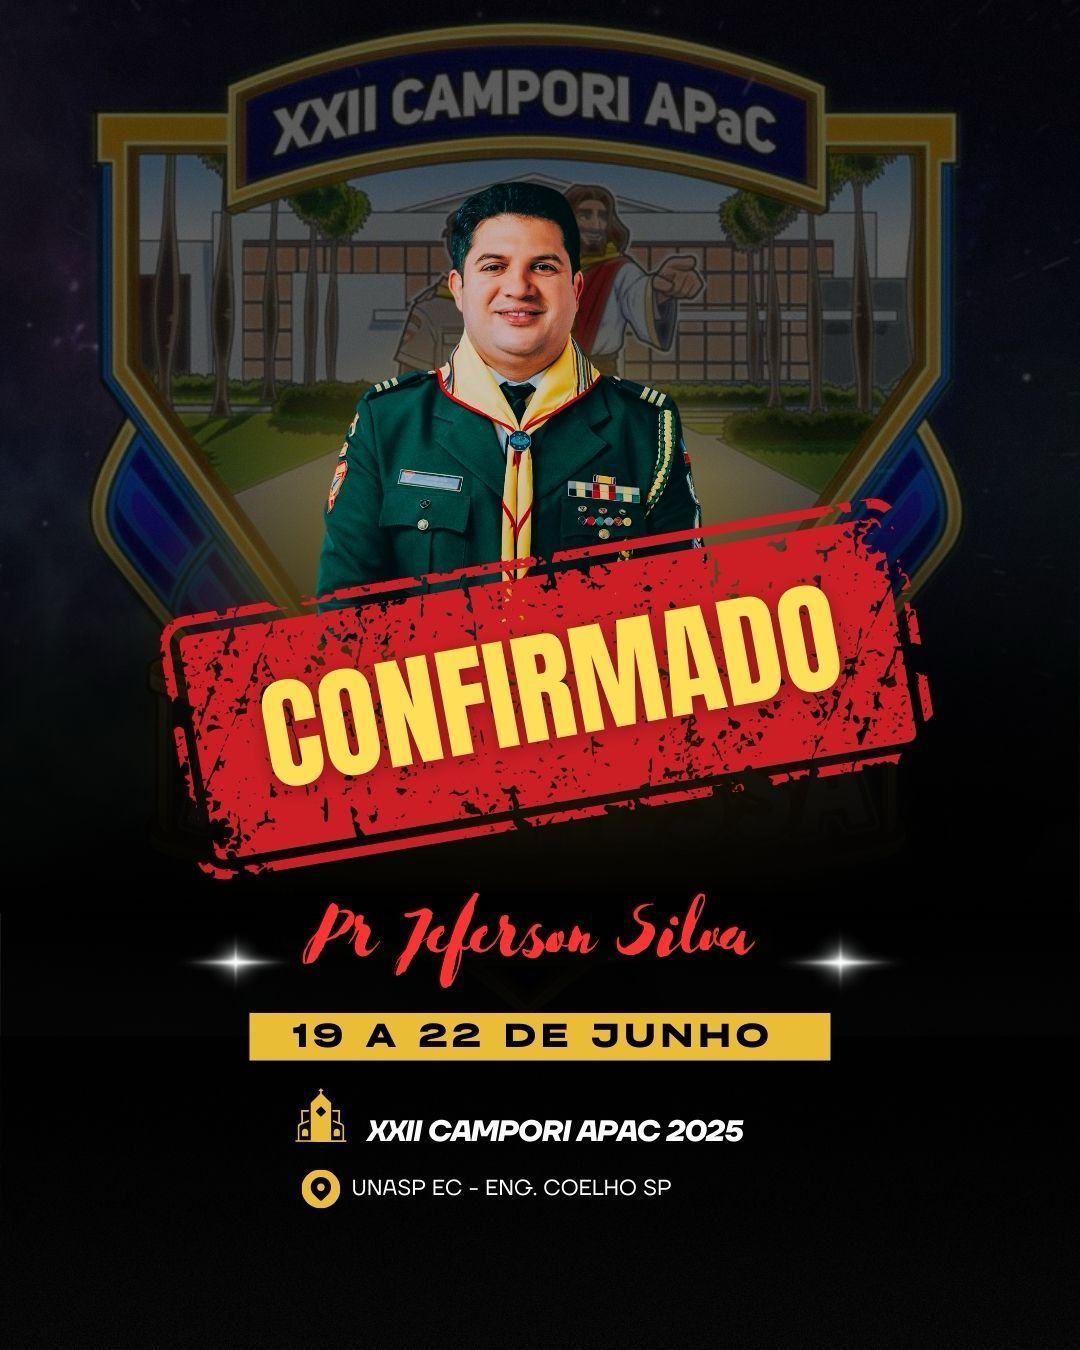 XXII CAMPORI APaC
CONFIRMADO
Pr Jeferson Silva
19 A 22 DE JUNHO
XXII CAMPORI APAC 2025
UNASP EC - ENG. COELHO SP